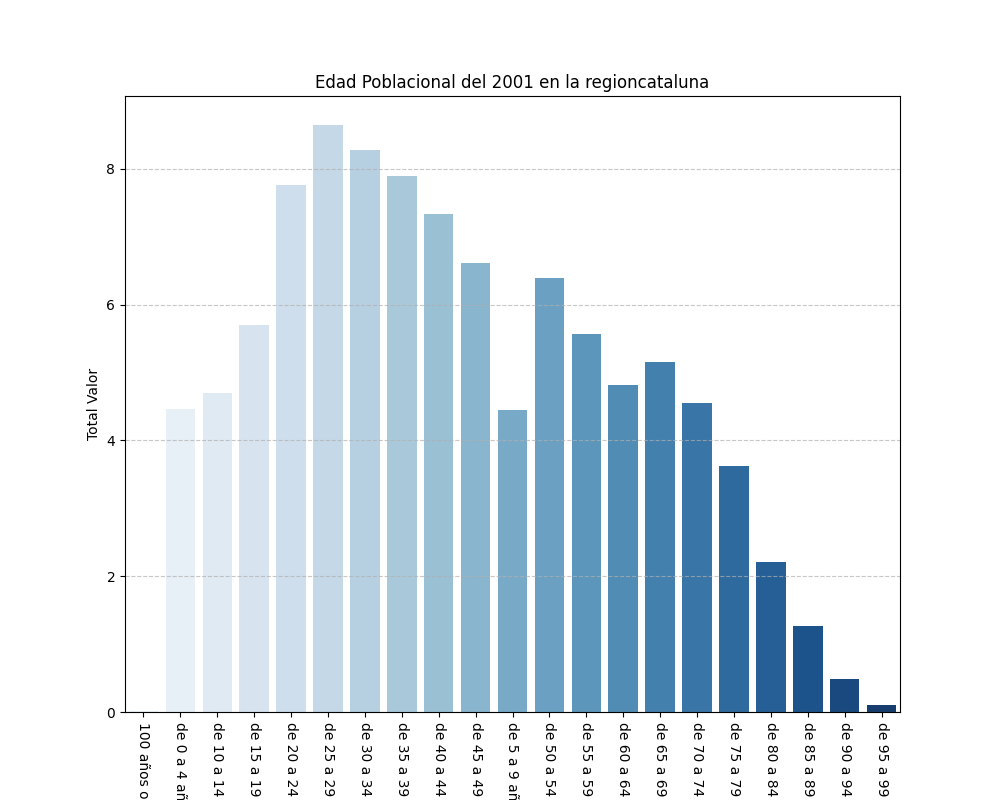 Edad Poblacional del 2001 en la regioncataluna
Total Valor
8
6
4
2
0
100 años o
de 0 a 4 añ
de 10 a 14
de 15 a 19
de 20 a 24
de 25 a 29
de 30 a 34
de 35 a 39
de 40 a 44
de 45 a 49
de 5 a 9 añ
de 50 a 54
de 55 a 59
de 60 a 64
de 65 a 69
de 70 a 74
de 75 a 79
de 80 a 84
de 85 a 89
de 90 a 94
de 95 a 99